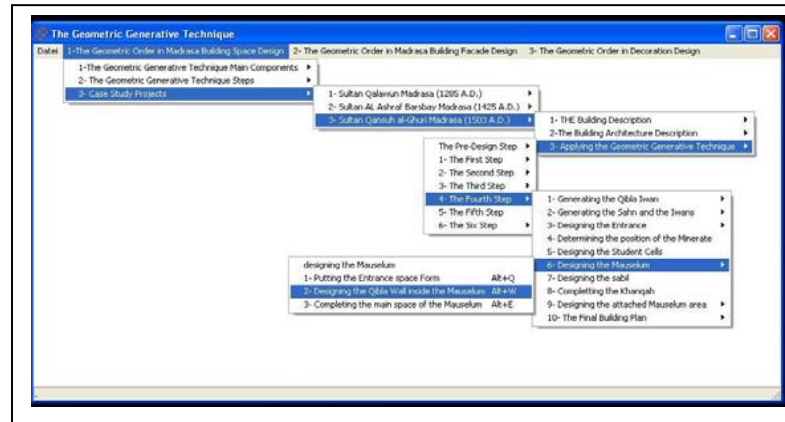 The Geometric Generative Technique
Datei 1-The Geometric Order in Madrasa Building Space Design 2- The Geometric Order in Madrasa Building Facade Design 3- The Geometric Order in Decoration Design
1-The Geometric Generative Technique Main Components
2- The Geometric Generative Technique Steps
3- Case Study Projects
1- Sultan Qalawun Madrasa (1285 A.D.)
2- Sultan AL Ashraf Barsbay Madrasa (1425 A.D.)
3- Sultan Qansuh al-Ghuri Madrasa (1503 A.D.)
1- THE Building Description
2-The Building Architecture Description
3- Applying the Geometric Generative Technique
The Pre-Design Step
1- The First Step
2- The Second Step
3- The Third Step
4- The Fourth Step
5- The Fifth Step
6- The Six Step
1- Generating the Qibla Iwan
2- Generating the Sahn and the Iwans
3- Designing the Entrance
4- Determining the position of the Minerate
5- Designing the Student Cells
6- Designing the Mauselum
7- Designing the sabil
8- Completting the Khanqah
9- Designing the attached Mauselum area
10- The Final Building Plan
designing the Mauselum
1- Putting the Entrance space Form Alt+Q
2- Designing the Qibla Wall inside the Mauselum Alt+W
3- Completing the main space of the Mauselum Alt+E